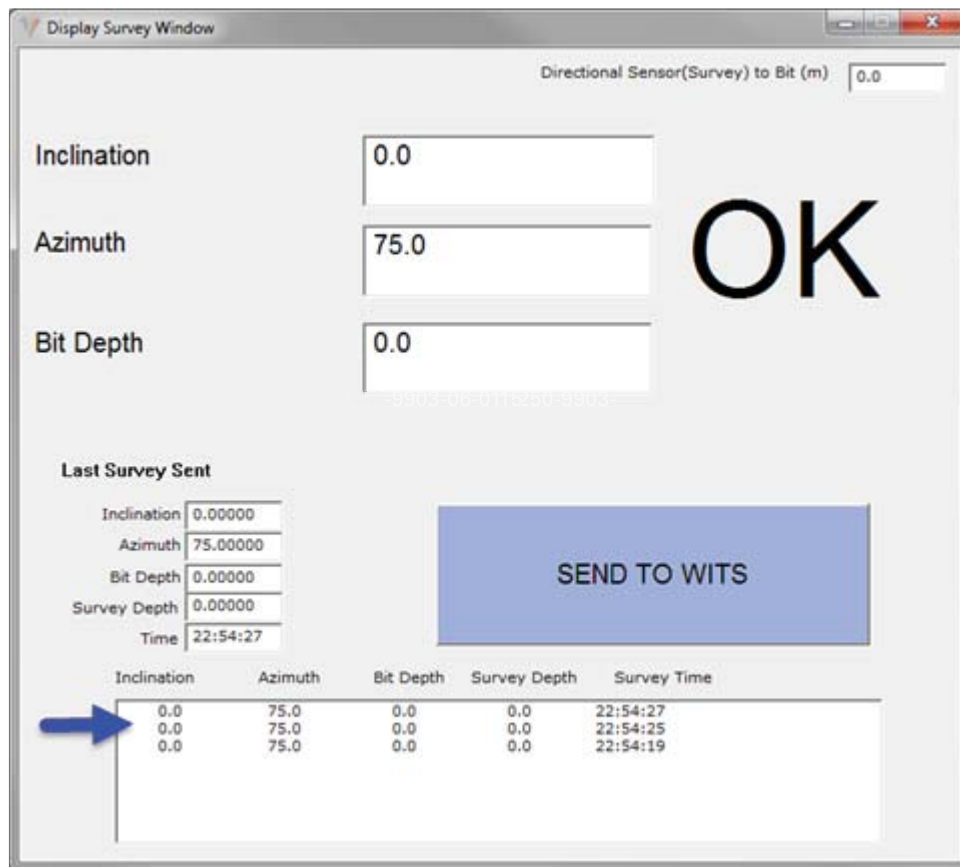 Display Survey Window
Directional Sensor(Survey) to Bit (m) 0.0
Inclination 0.0
OK
Azimuth 75.0
Bit Depth 0.0
Last Survey Sent
Inclination 0.00000
Azimuth 75.00000
Bit Depth 0.00000
Survey Depth 0.00000
Time 22:54:27
SEND TO WITS
Inclination Azimuth Bit Depth Survey Depth Survey Time
0.0 75.0 0.0 0.0 22:54:27
0.0 75.0 0.0 0.0 22:54:25
0.0 75.0 0.0 0.0 22:54:19